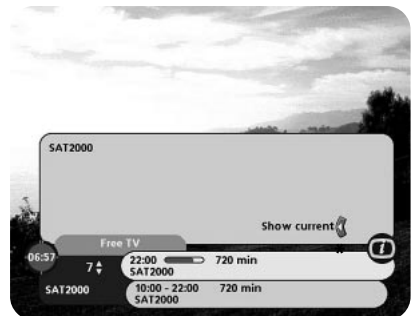 SAT2000
Show current
Free TV
06:57
7
22:00 720 min
SAT2000
i
SAT2000
10:00 - 22:00 720 min
SAT2000